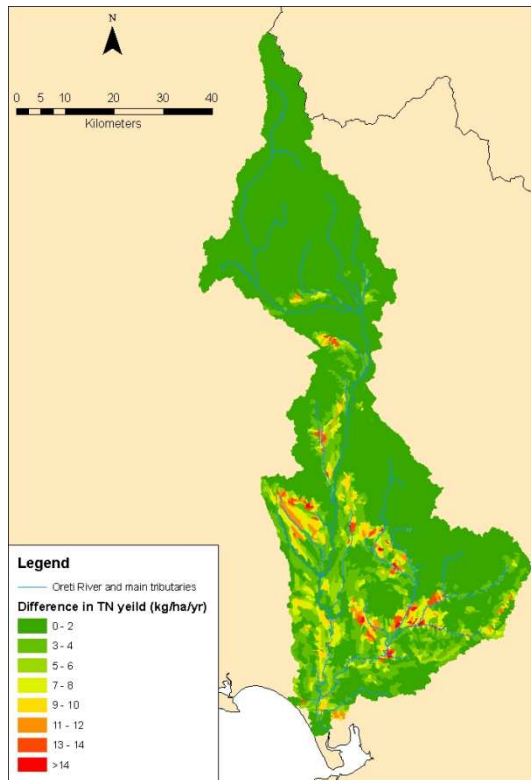 N
0 5 10 20 30 40
Kilometers
Legend
Oreti River and main tributaries
Difference in TN yeild (kg/ha/yr)
0 - 2
3 - 4
5 - 6
7 - 8
9 - 10
11 - 12
13 - 14
>14